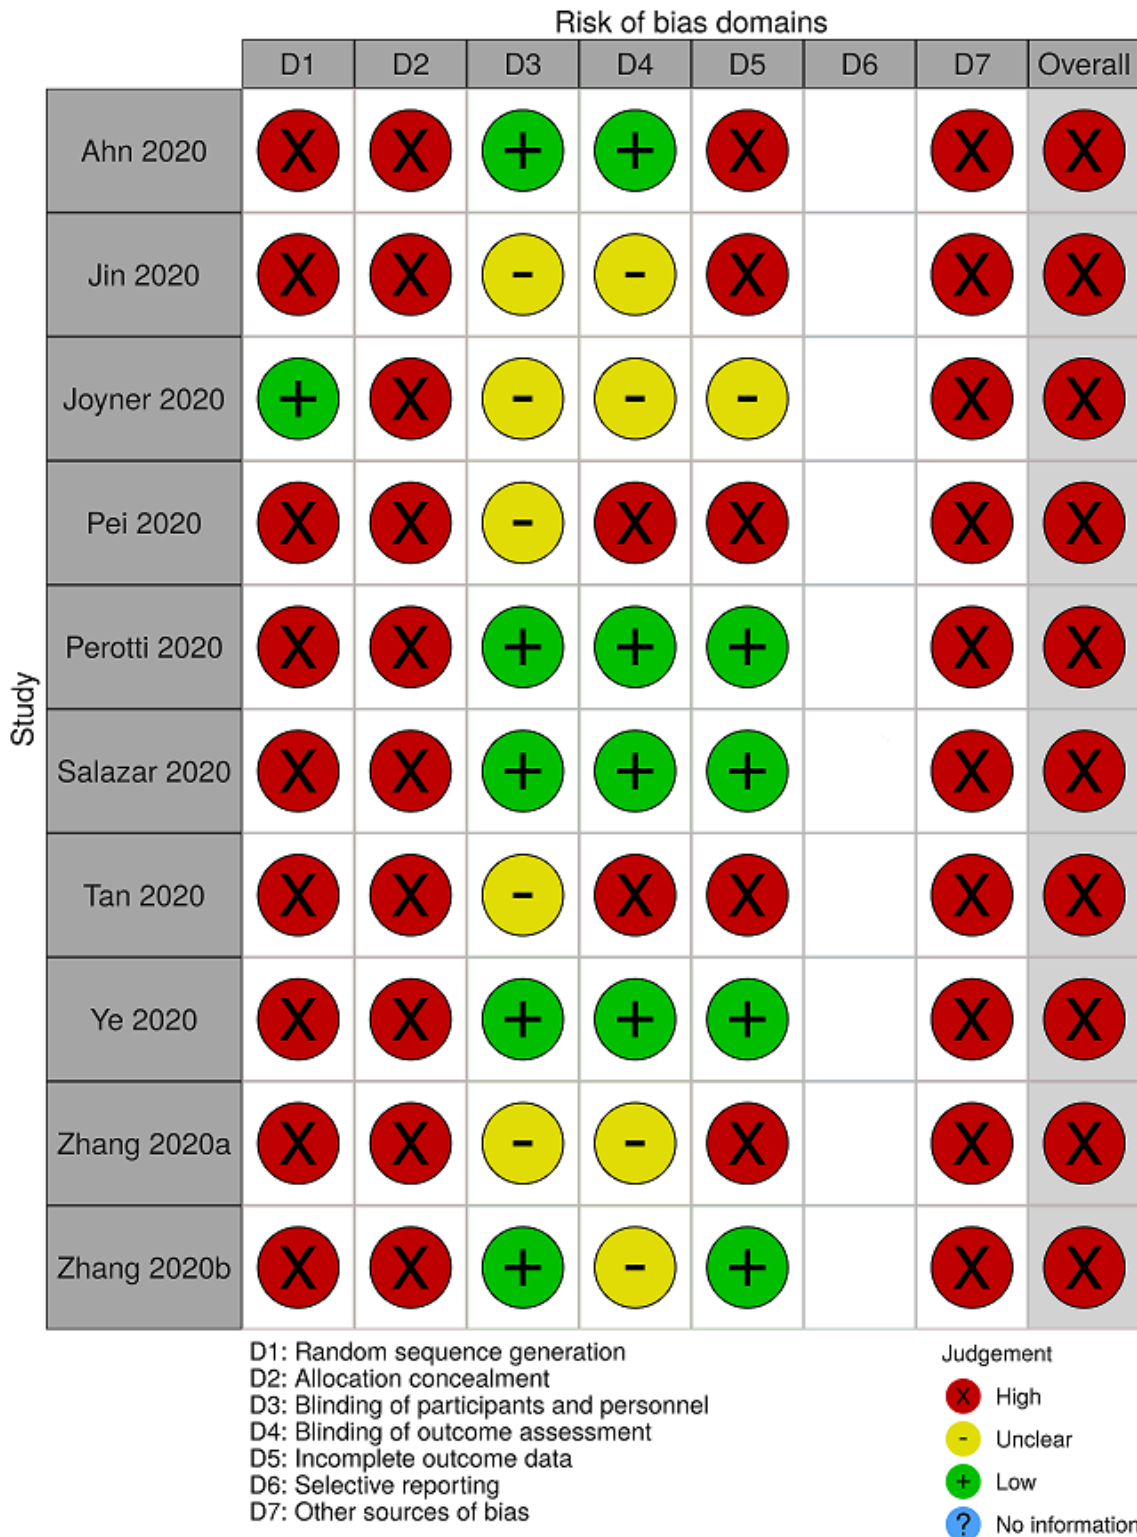 Risk of bias domains
D1 D2 D3 D4 D5 D6 D7 Overall
Study
Ahn 2020 X X + + X X X
Jin 2020 X X - - X X X
Joyner 2020 + X - - - X X
Pei 2020 X X - X X X X
Perotti 2020 X X + + + X X
Salazar 2020 X X + + + X X
Tan 2020 X X - X X X X
Ye 2020 X X + + + X X
Zhang 2020a X X - - X X X
Zhang 2020b X X + - + X X
D1: Random sequence generation
D2: Allocation concealment
D3: Blinding of participants and personnel
D4: Blinding of outcome assessment
D5: Incomplete outcome data
D6: Selective reporting
D7: Other sources of bias
Judgement
X High
- Unclear
+ Low
? No information